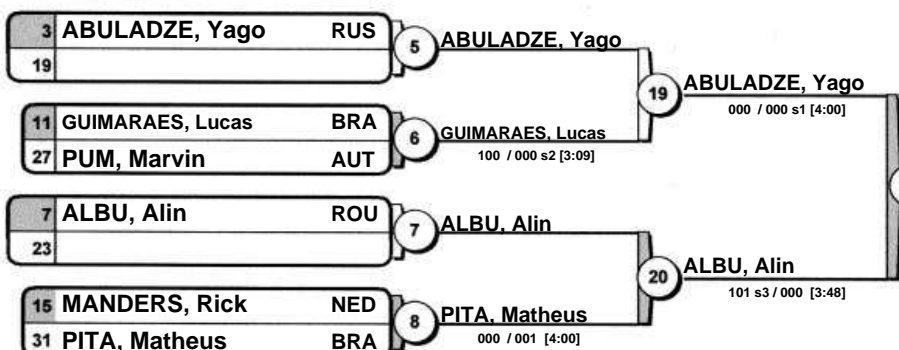 3 ABULADZE, Yago RUS
19
5
ABULADZE, Yago
11 GUIMARAES, Lucas BRA
27 PUM, Marvin AUT
6
GUIMARAES, Lucas
100 / 000 s2 [3:09]
19
ABULADZE, Yago
000 / 000 s1 [4:00]
7 ALBU, Alin ROU
23
7
ALBU, Alin
15 MANDERS, Rick NED
31 PITA, Matheus BRA
8
PITA, Matheus
000 / 001 [4:00]
20
ALBU, Alin
101 s3 / 000 [3:48]